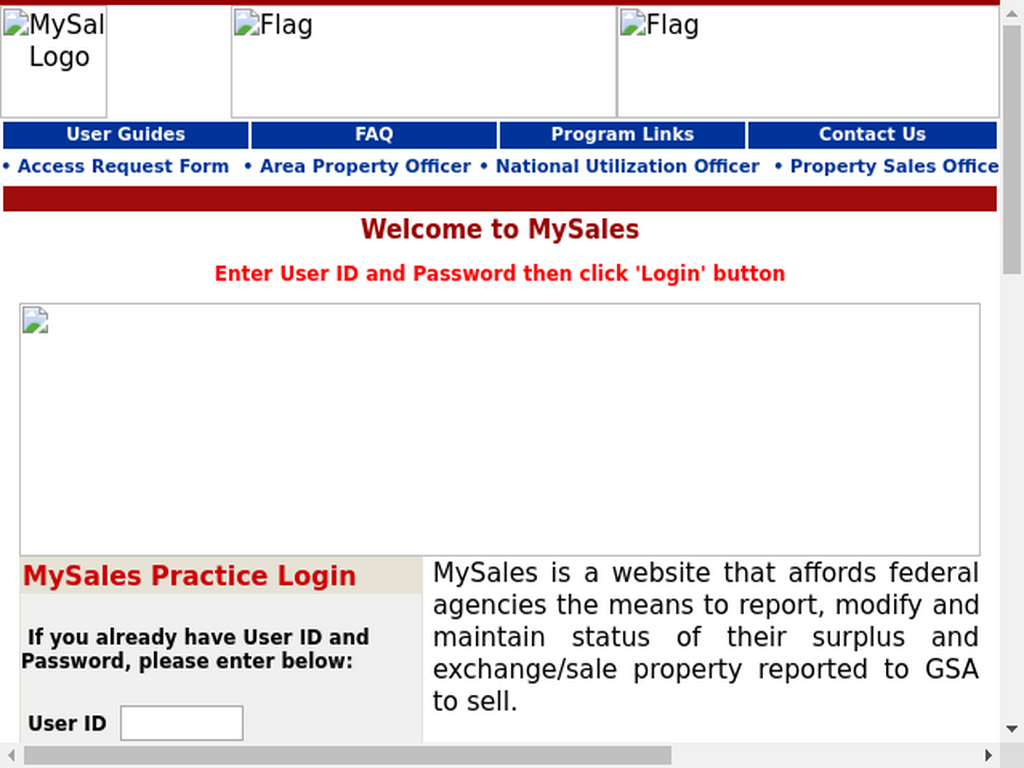 MySal
Logo
Flag
Flag
User Guides
FAQ
Program Links
Contact Us
• Access Request Form
• Area Property Officer
• National Utilization Officer
• Property Sales Office
Welcome to MySales
Enter User ID and Password then click 'Login' button
MySales Practice Login
If you already have User ID and
Password, please enter below:
User ID
MySales is a website that affords federal
agencies the means to report, modify and
maintain status of their surplus and
exchange/sale property reported to GSA
to sell.